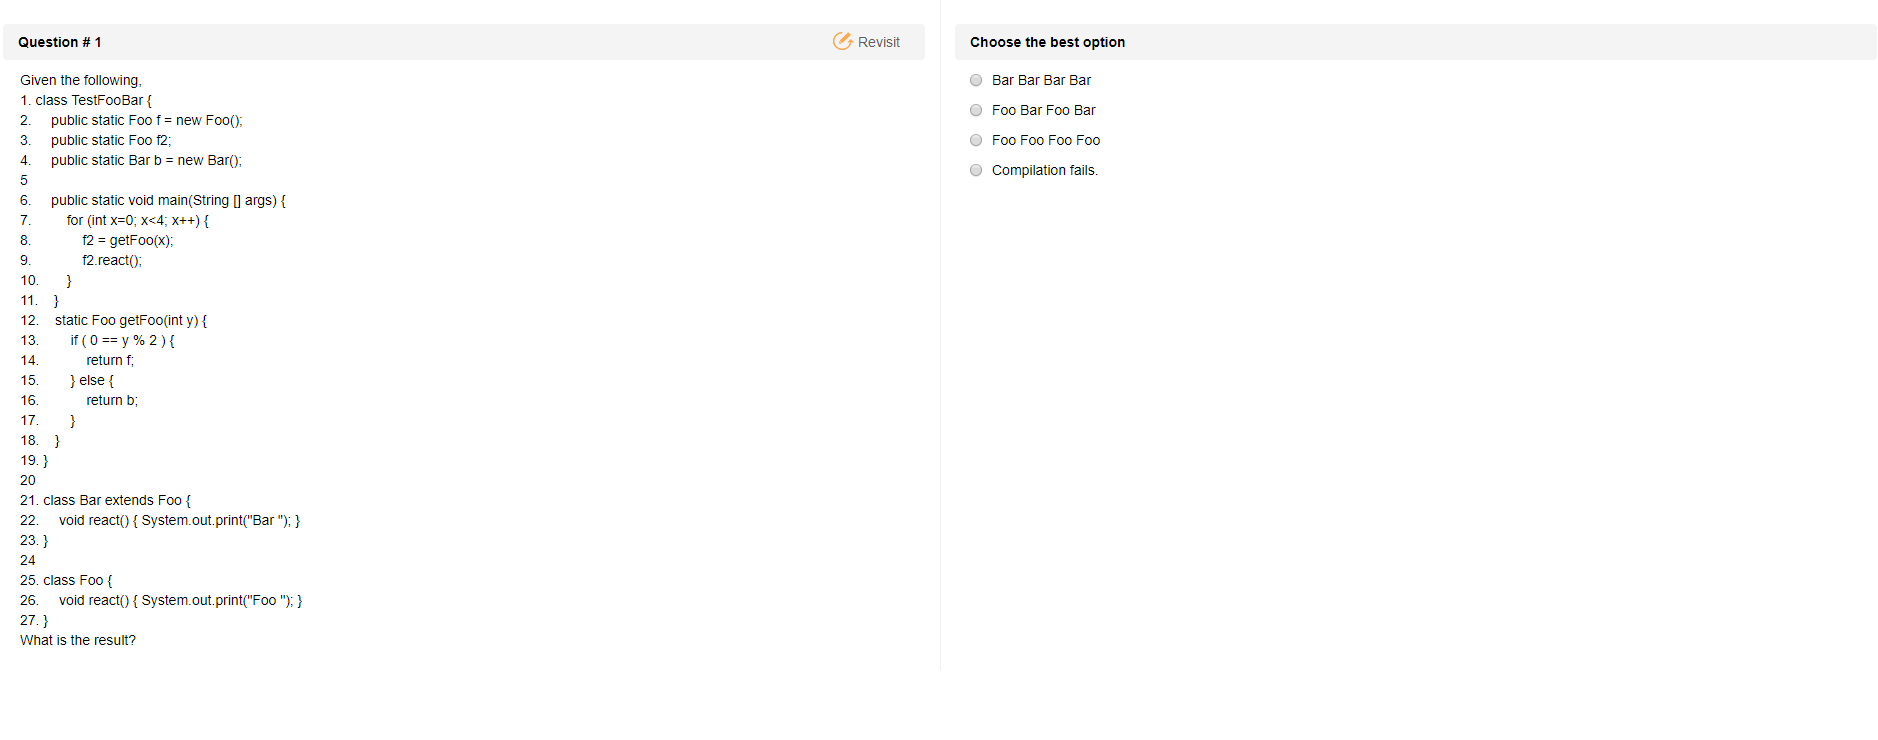 Question # 1
Revisit
Given the following,
1. class TestFooBar {
2. public static Foo f = new Foo();
3. public static Foo f2;
4. public static Bar b = new Bar();
5
6. public static void main(String [] args) {
7. for (int x=0; x<4; x++) {
8. f2 = getFoo(x);
9. f2.react();
10. }
11. }
12. static Foo getFoo(int y) {
13. if ( 0 == y % 2 ) {
14. return f;
15. } else {
16. return b;
17. }
18. }
19. }
20
21. class Bar extends Foo {
22. void react() { System.out.print("Bar "); }
23. }
24
25. class Foo {
26. void react() { System.out.print("Foo "); }
27. }
What is the result?
Choose the best option
Bar Bar Bar Bar
Foo Bar Foo Bar
Foo Foo Foo Foo
Compilation fails.